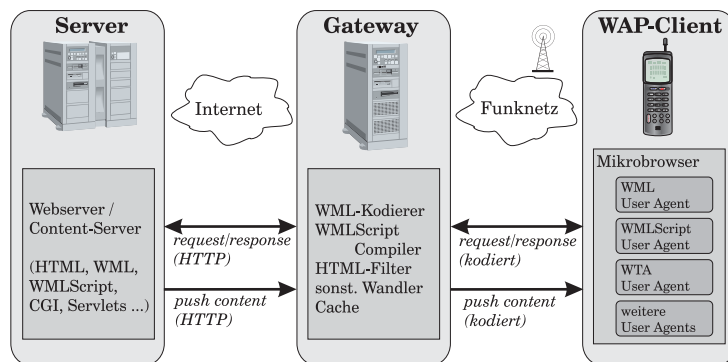 Server
Gateway
WAP-Client
Internet
Funknetz
Webserver /
Content-Server
(HTML, WML,
WMLScript,
CGI, Servlets ...)
request/response
(HTTP)
push content
(HTTP)
WML-Kodierer
WMLScript
Compiler
HTML-Filter
sonst. Wandler
Cache
request/response
(kodiert)
push content
(kodiert)
Mikrobrowser
WML
User Agent
WMLScript
User Agent
WTA
User Agent
weitere
User Agents